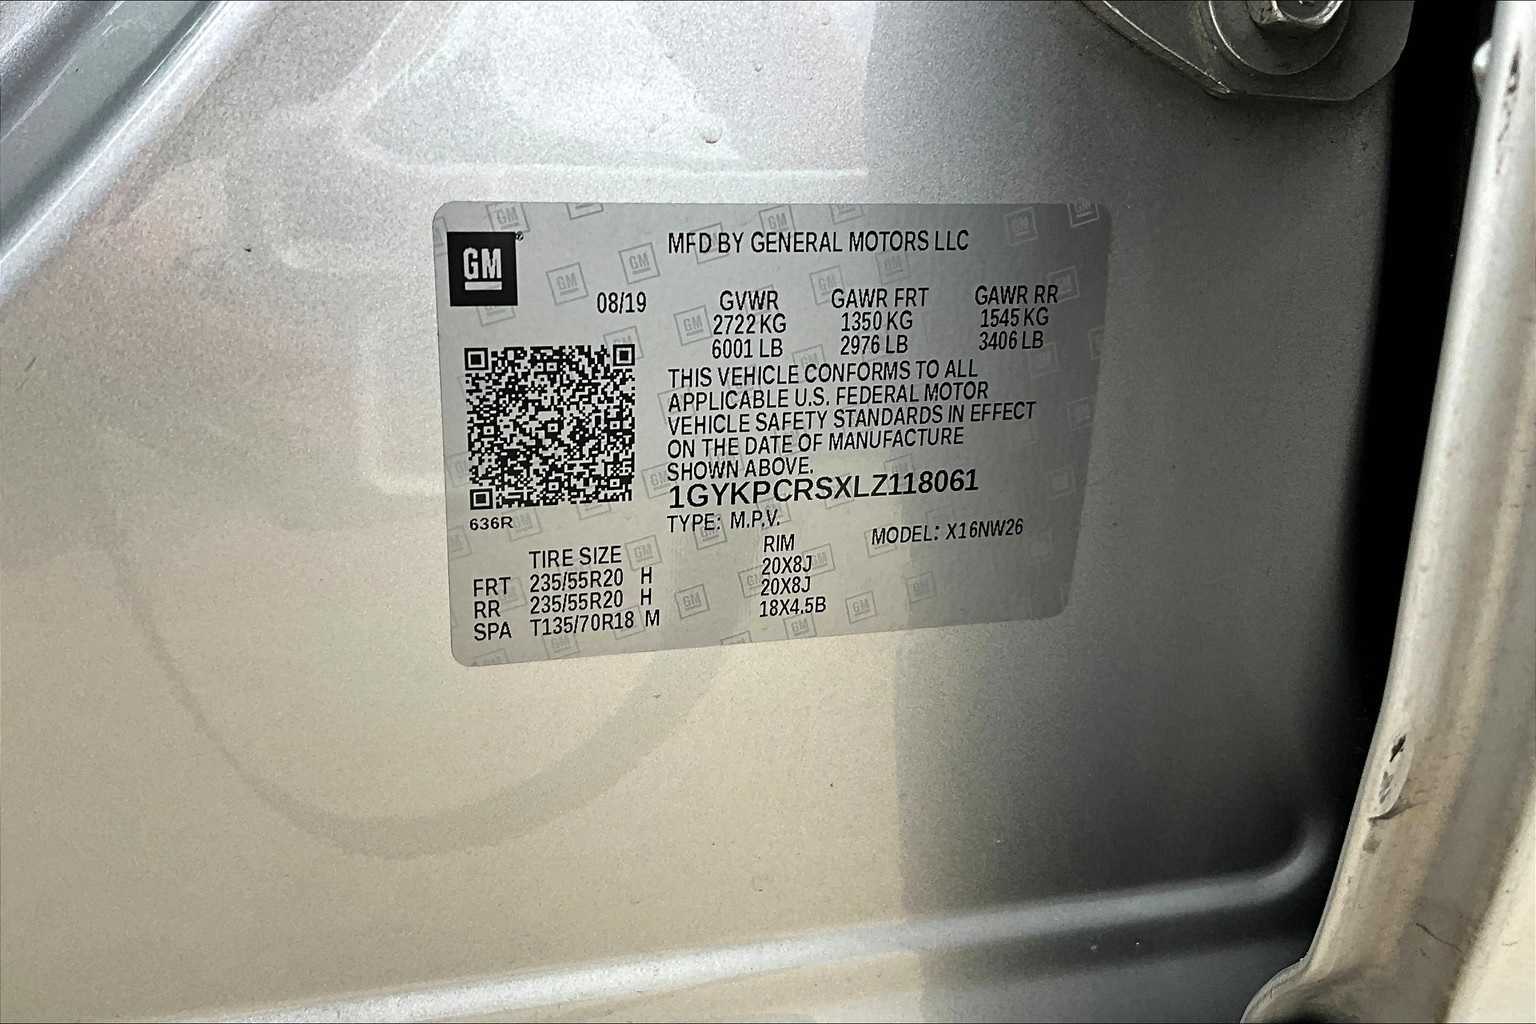 GM
MFD BY GENERAL MOTORS LLC
08/19
GVWR GAWR FRT GAWR RR
2722 KG 1350 KG 1545 KG
6001 LB 2976 LB 3406 LB
THIS VEHICLE CONFORMS TO ALL
APPLICABLE U.S. FEDERAL MOTOR
VEHICLE SAFETY STANDARDS IN EFFECT
ON THE DATE OF MANUFACTURE
SHOWN ABOVE.
1GYKPCRSXLZ118061
636R
TYPE: M.P.V. MODEL: X16NW26
TIRE SIZE RIM
FRT 235/55R20 H 20X8J
RR 235/55R20 H 20X8J
SPA T135/70R18 M 18X4.5B